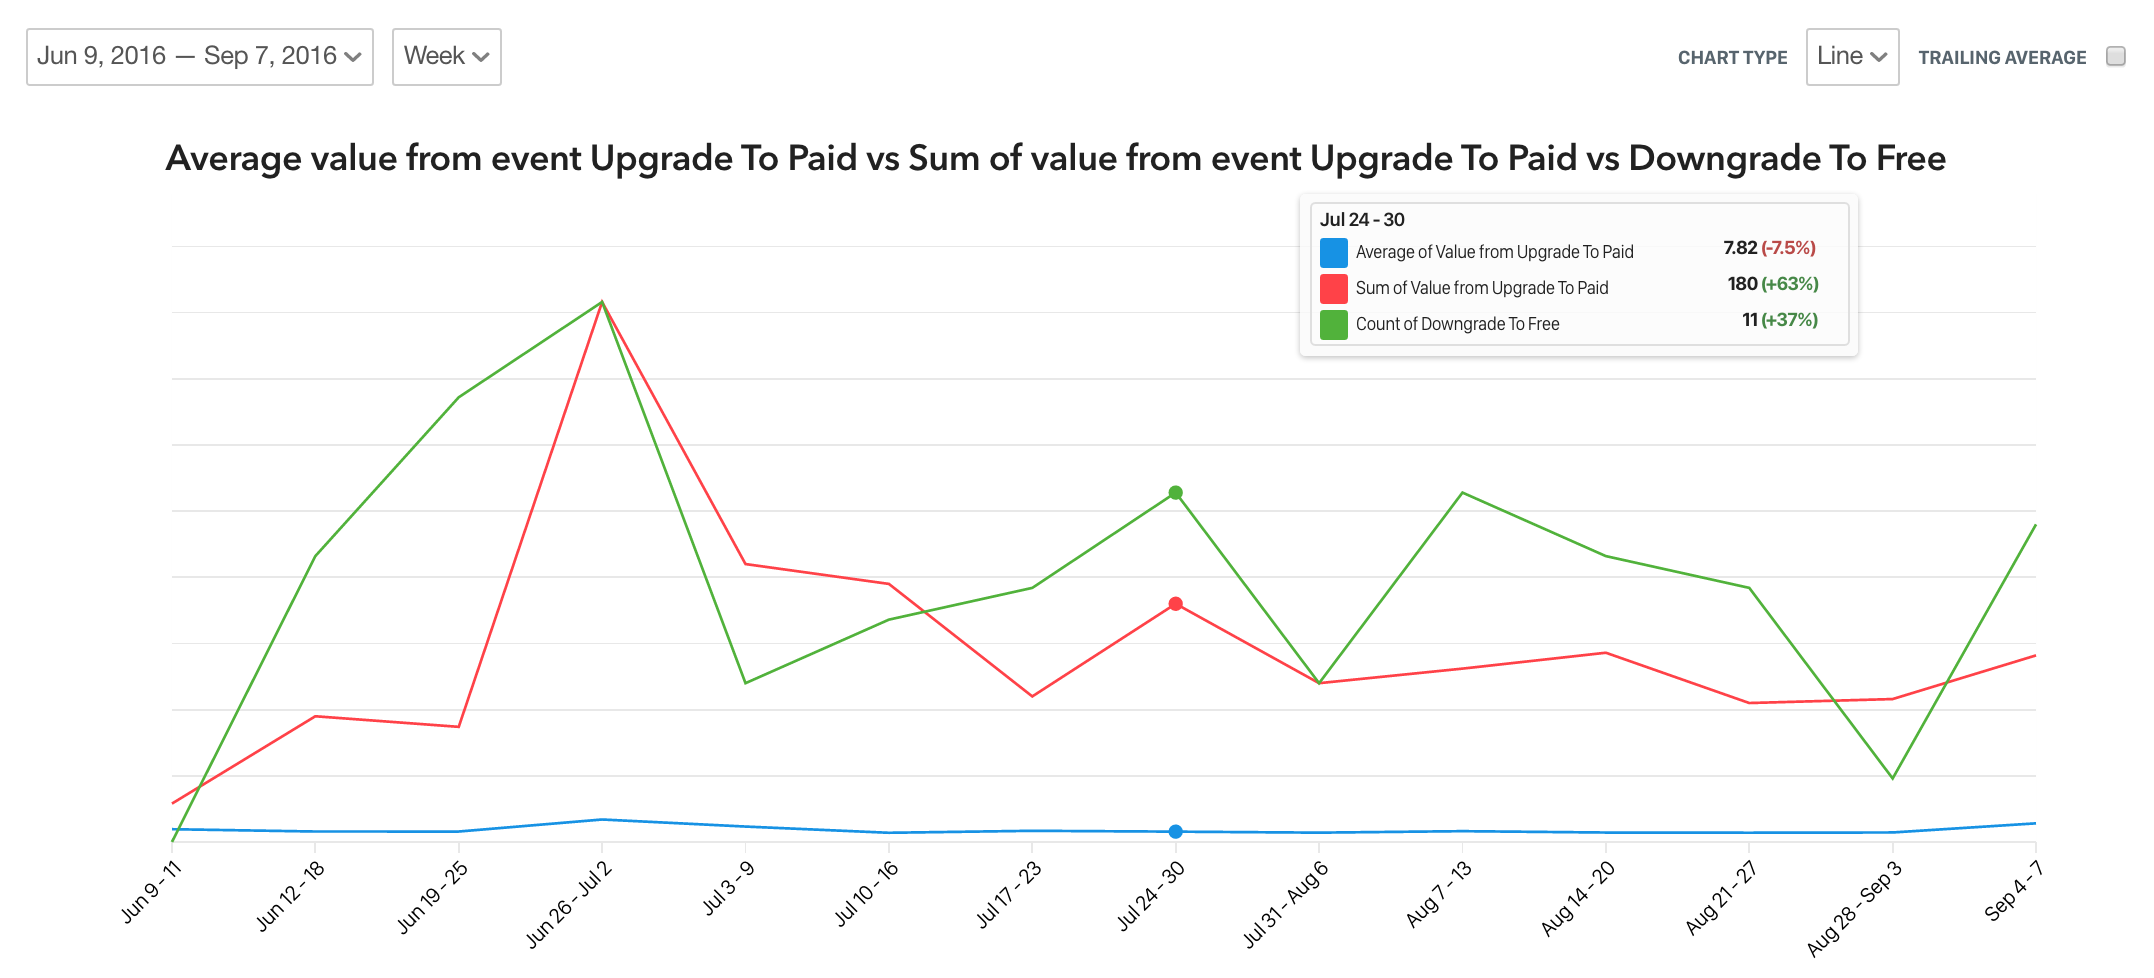 Jun 9, 2016 — Sep 7, 2016
Week
CHART TYPE
Line
TRAILING AVERAGE
Average value from event Upgrade To Paid vs Sum of value from event Upgrade To Paid vs Downgrade To Free
Jul 24 - 30
Average of Value from Upgrade To Paid 7.82 (-7.5%)
Sum of Value from Upgrade To Paid 180 (+63%)
Count of Downgrade To Free 11 (+37%)
Jun 9 - 11
Jun 12 - 18
Jun 19 - 25
Jun 26 - Jul 2
Jul 3 - 9
Jul 10 - 16
Jul 17 - 23
Jul 24 - 30
Jul 31 - Aug 6
Aug 7 - 13
Aug 14 - 20
Aug 21 - 27
Aug 28 - Sep 3
Sep 4 - 7